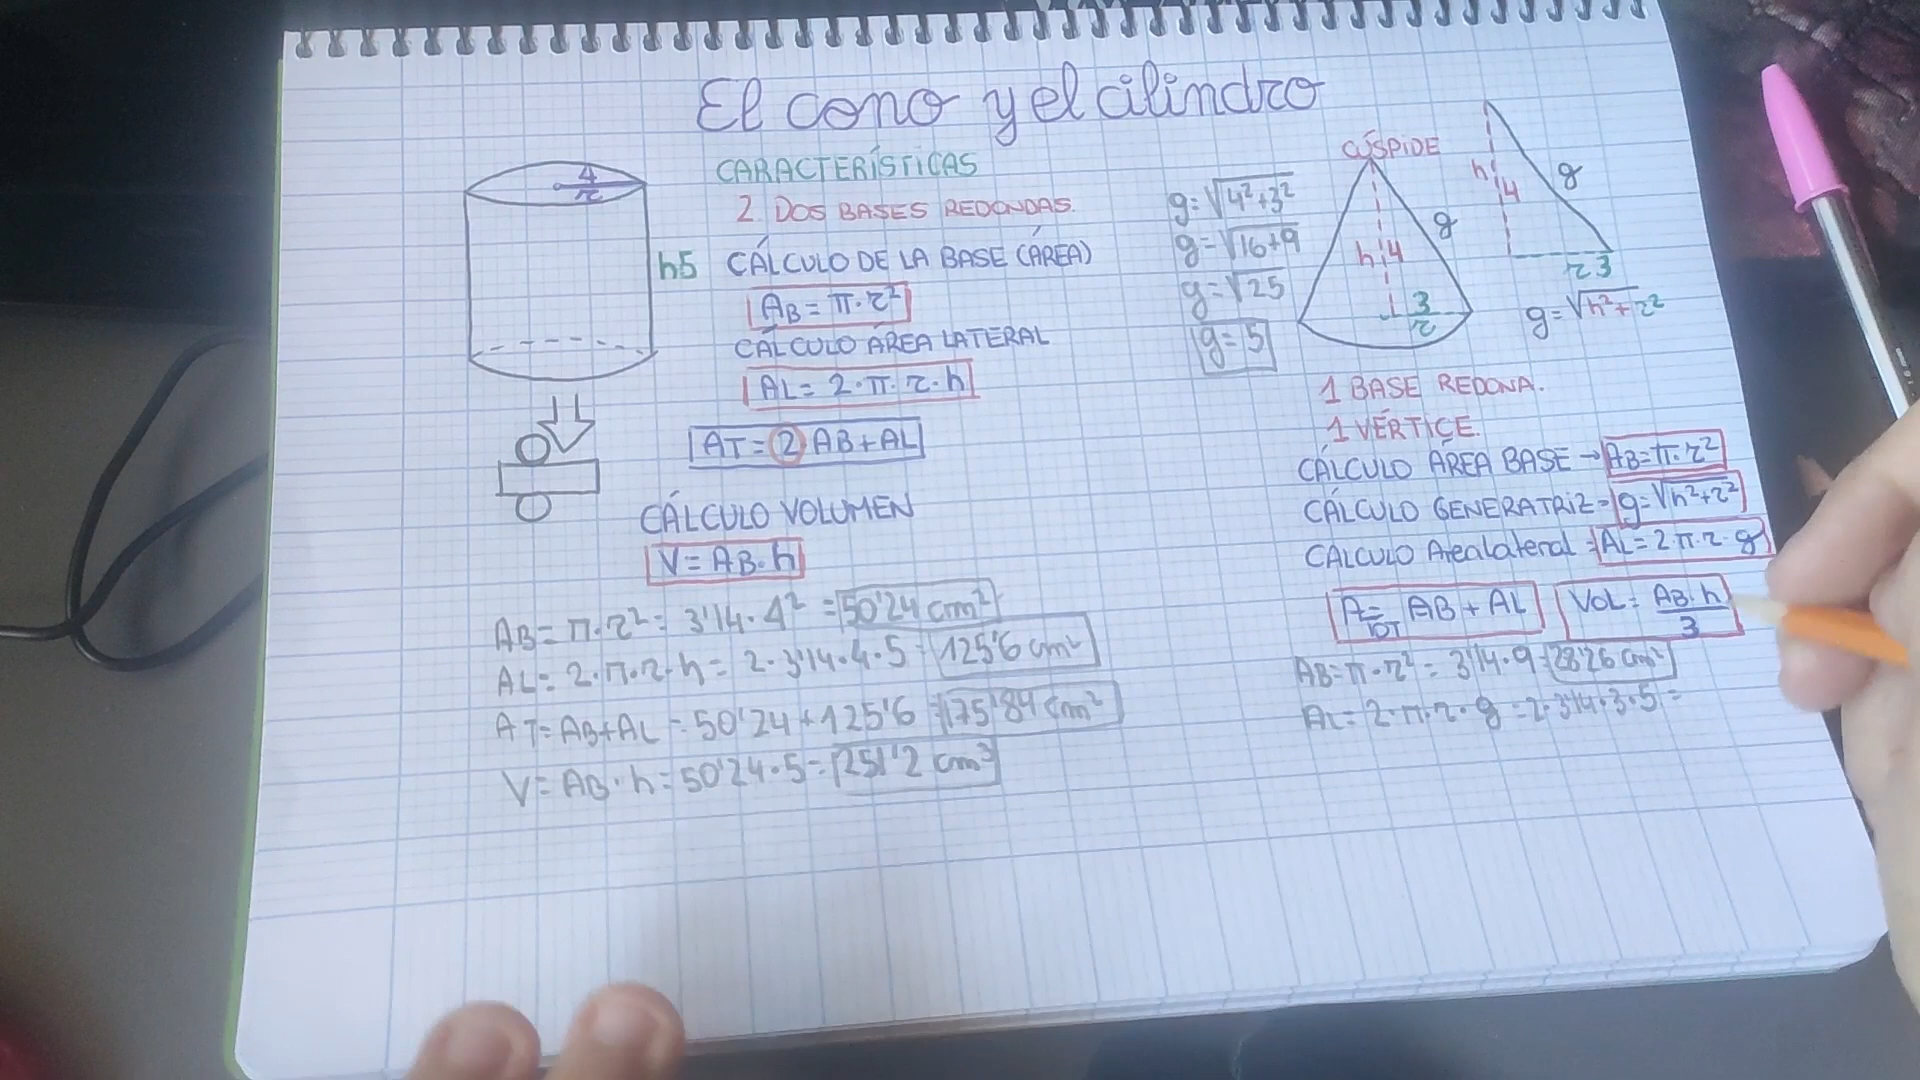 El cono y el cilindro
4
r
h5
CARACTERÍSTICAS
2 DOS BASES REDONDAS.
CÁLCULO DE LA BASE (ÁREA)
AB = π·r²
CÁLCULO ÁREA LATERAL
AL = 2·π·r·h
AT = 2 AB + AL
CÁLCULO VOLUMEN
V = AB·h
AB = π·r² = 3'14·4² = 50'24 cm²
AL = 2·π·r·h = 2·3'14·4·5 = 125'6 cm²
AT = AB + AL = 50'24 + 125'6 = 175'84 cm²
V = AB·h = 50'24·5 = 251'2 cm³
g = √4²+3²
g = √16+9
g = √25
g = 5
CÚSPIDE
h 4
g
3
r
h 4
g
r 3
g = √h²+r²
1 BASE REDONA.
1 VÉRTICE.
CÁLCULO ÁREA BASE → AB = π·r²
CÁLCULO GENERATRIZ = g = √h²+r²
CÁLCULO Area lateral = AL = 2·π·r·g
ATOT = AB + AL
VOL = AB·h / 3
AB = π·r² = 3'14·9 = 28'26 cm²
AL = 2·π·r·g = 2·3'14·3·5 =